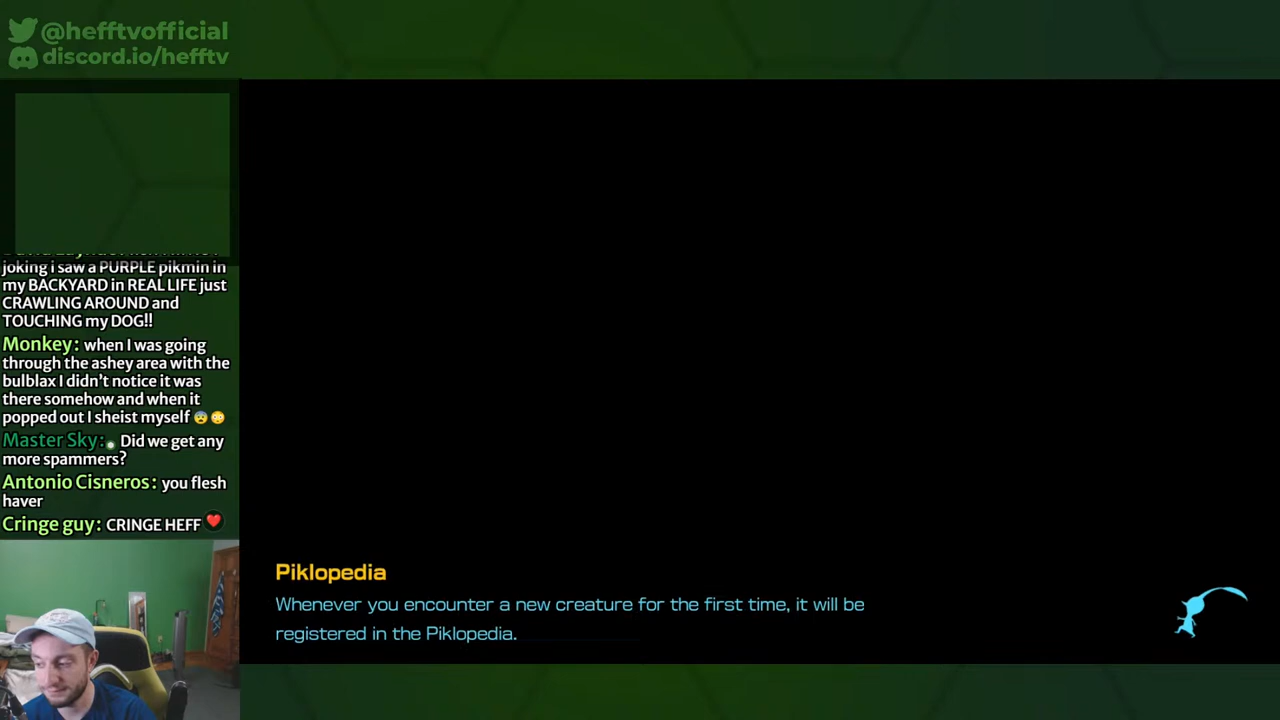 @hefftvofficial
discord.io/hefftv
joking i saw a PURPLE pikmin in
my BACKYARD in REAL LIFE just
CRAWLING AROUND and
TOUCHING my DOG!!
Monkey: when I was going
through the ashey area with the
bulblax I didn't notice it was
there somehow and when it
popped out I sheist myself 😨😳
Master Sky: Did we get any
more spammers?
Antonio Cisneros: you flesh
haver
Cringe guy: CRINGE HEFF ❤️
Piklopedia
Whenever you encounter a new creature for the first time, it will be
registered in the Piklopedia.